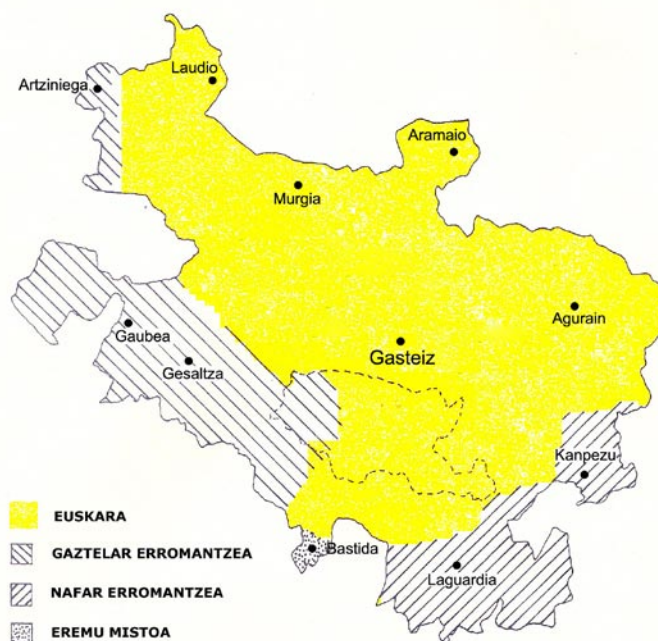 Laudio
Artziniega
Aramaio
Murgia
Agurain
Gaubea
Gasteiz
Gesaltza
Kanpezu
Bastida
Laguardia
EUSKARA
GAZTELAR ERROMANTZEA
NAFAR ERROMANTZEA
EREMU MISTOA